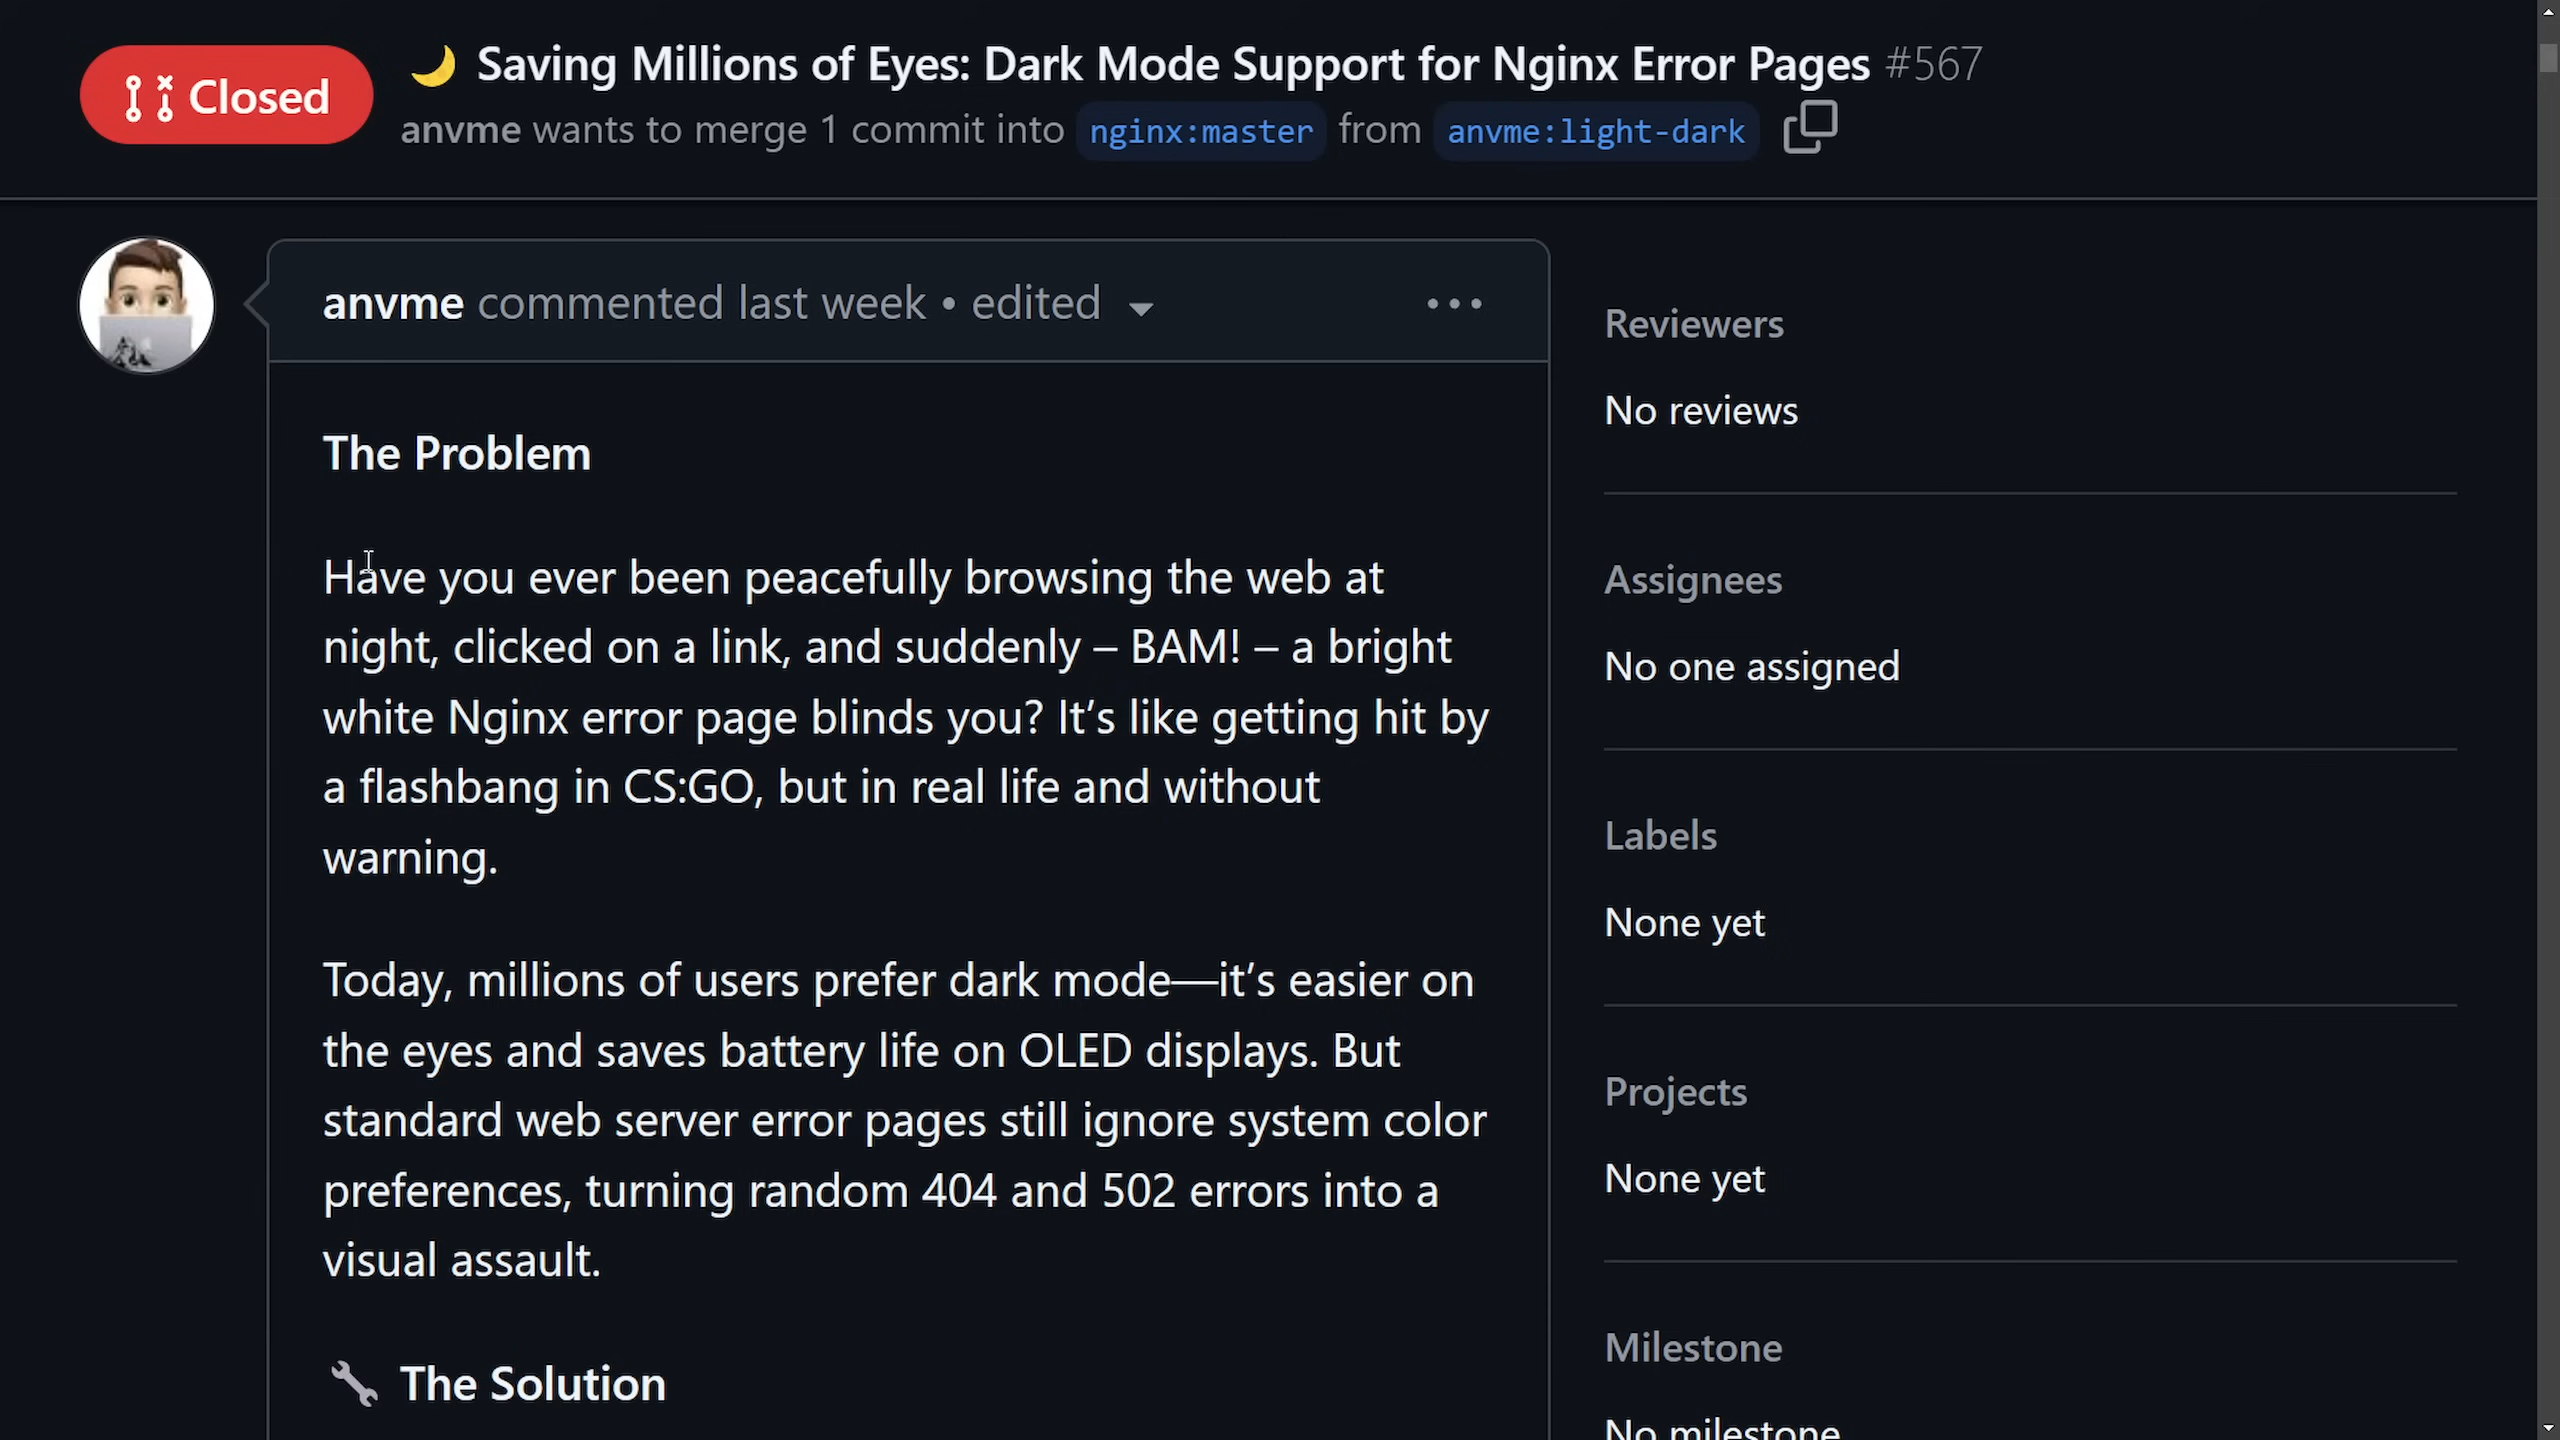 Closed
🌙 Saving Millions of Eyes: Dark Mode Support for Nginx Error Pages #567
anvme wants to merge 1 commit into nginx:master from anvme:light-dark
anvme commented last week • edited
The Problem
Have you ever been peacefully browsing the web at
night, clicked on a link, and suddenly – BAM! – a bright
white Nginx error page blinds you? It’s like getting hit by
a flashbang in CS:GO, but in real life and without
warning.
Today, millions of users prefer dark mode—it’s easier on
the eyes and saves battery life on OLED displays. But
standard web server error pages still ignore system color
preferences, turning random 404 and 502 errors into a
visual assault.
🔧 The Solution
Reviewers
No reviews
Assignees
No one assigned
Labels
None yet
Projects
None yet
Milestone
No milestone